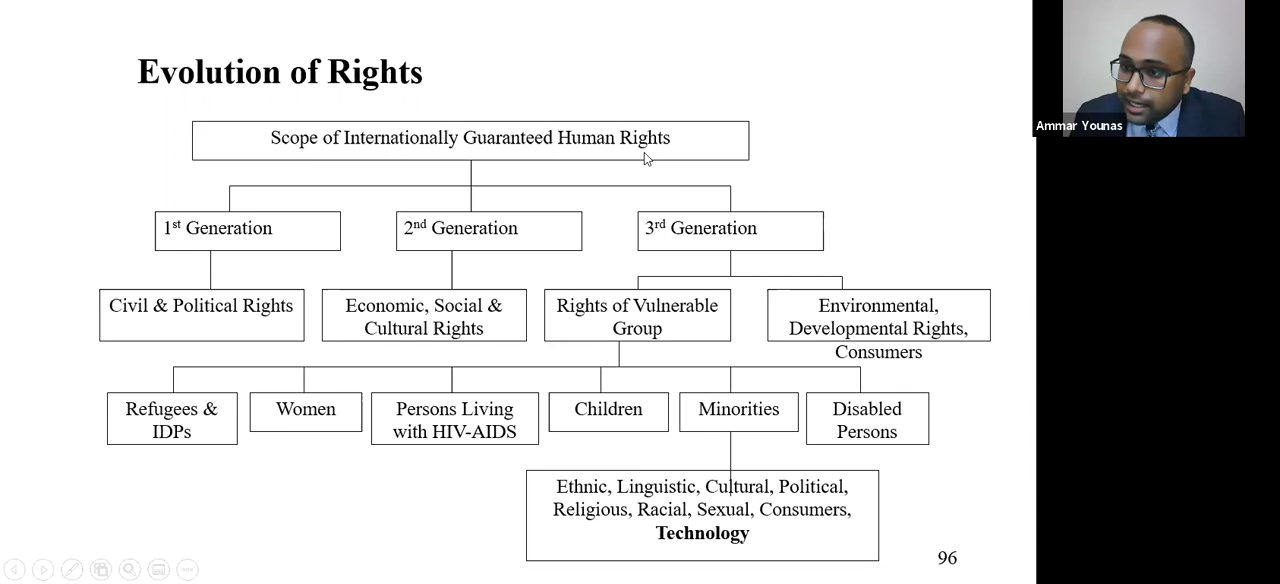 Evolution of Rights
Ammar Younas
Scope of Internationally Guaranteed Human Rights
1st Generation
2nd Generation
3rd Generation
Civil & Political Rights
Economic, Social &
Cultural Rights
Rights of Vulnerable
Group
Environmental,
Developmental Rights,
Consumers
Refugees &
IDPs
Women
Persons Living
with HIV-AIDS
Children
Minorities
Disabled
Persons
Ethnic, Linguistic, Cultural, Political,
Religious, Racial, Sexual, Consumers,
Technology
96